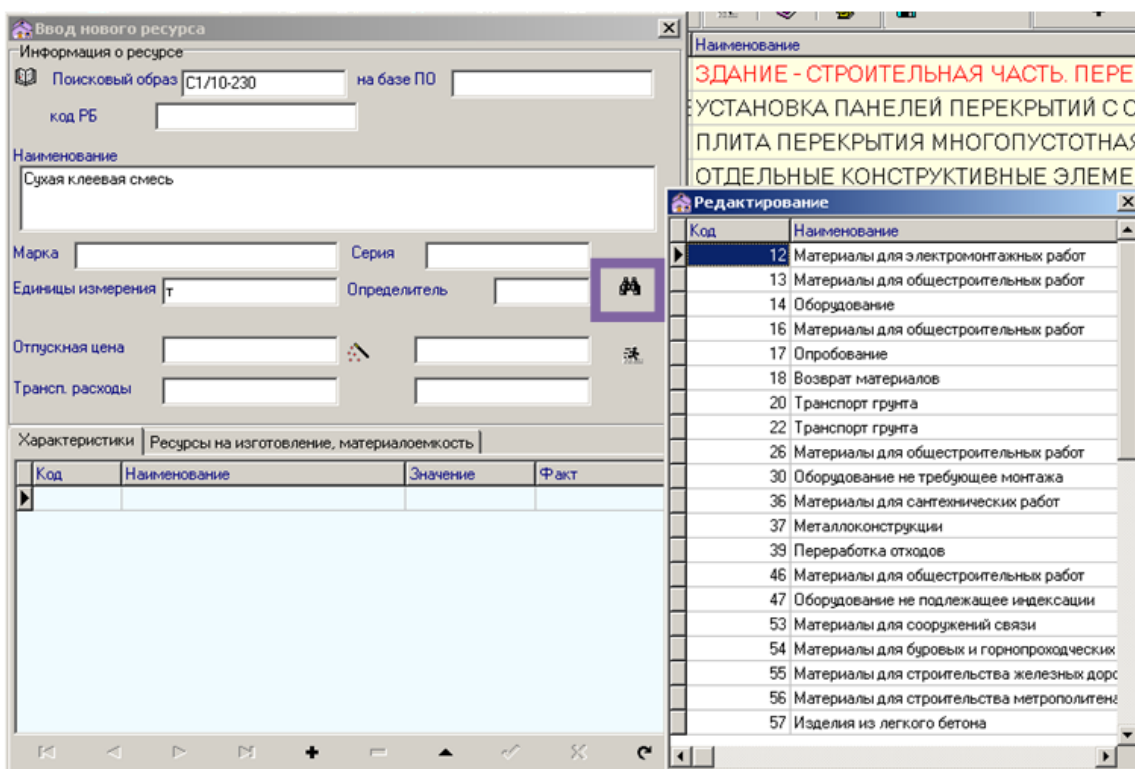 Ввод нового ресурса
Информация о ресурсе
Поисковый образ С1/10-230 на базе ПО
код РБ
Наименование
Сухая клеевая смесь
Марка Серия
Единицы измерения т Определитель
Отпускная цена
Трансп. расходы
Характеристики Ресурсы на изготовление, материалоемкость
Код Наименование Значение Факт
Наименование
ЗДАНИЕ - СТРОИТЕЛЬНАЯ ЧАСТЬ. ПЕРЕ
УСТАНОВКА ПАНЕЛЕЙ ПЕРЕКРЫТИЙ С О
ПЛИТА ПЕРЕКРЫТИЯ МНОГОПУСТОТНАЯ
ОТДЕЛЬНЫЕ КОНСТРУКТИВНЫЕ ЭЛЕМЕ
Редактирование
Код Наименование
12 Материалы для электромонтажных работ
13 Материалы для общестроительных работ
14 Оборудование
16 Материалы для общестроительных работ
17 Опробование
18 Возврат материалов
20 Транспорт грунта
22 Транспорт грунта
26 Материалы для общестроительных работ
30 Оборудование не требующее монтажа
36 Материалы для сантехнических работ
37 Металлоконструкции
39 Переработка отходов
46 Материалы для общестроительных работ
47 Оборудование не подлежащее индексации
53 Материалы для сооружений связи
54 Материалы для буровых и горнопроходческих
55 Материалы для строительства железных доро
56 Материалы для строительства метрополитена
57 Изделия из легкого бетона